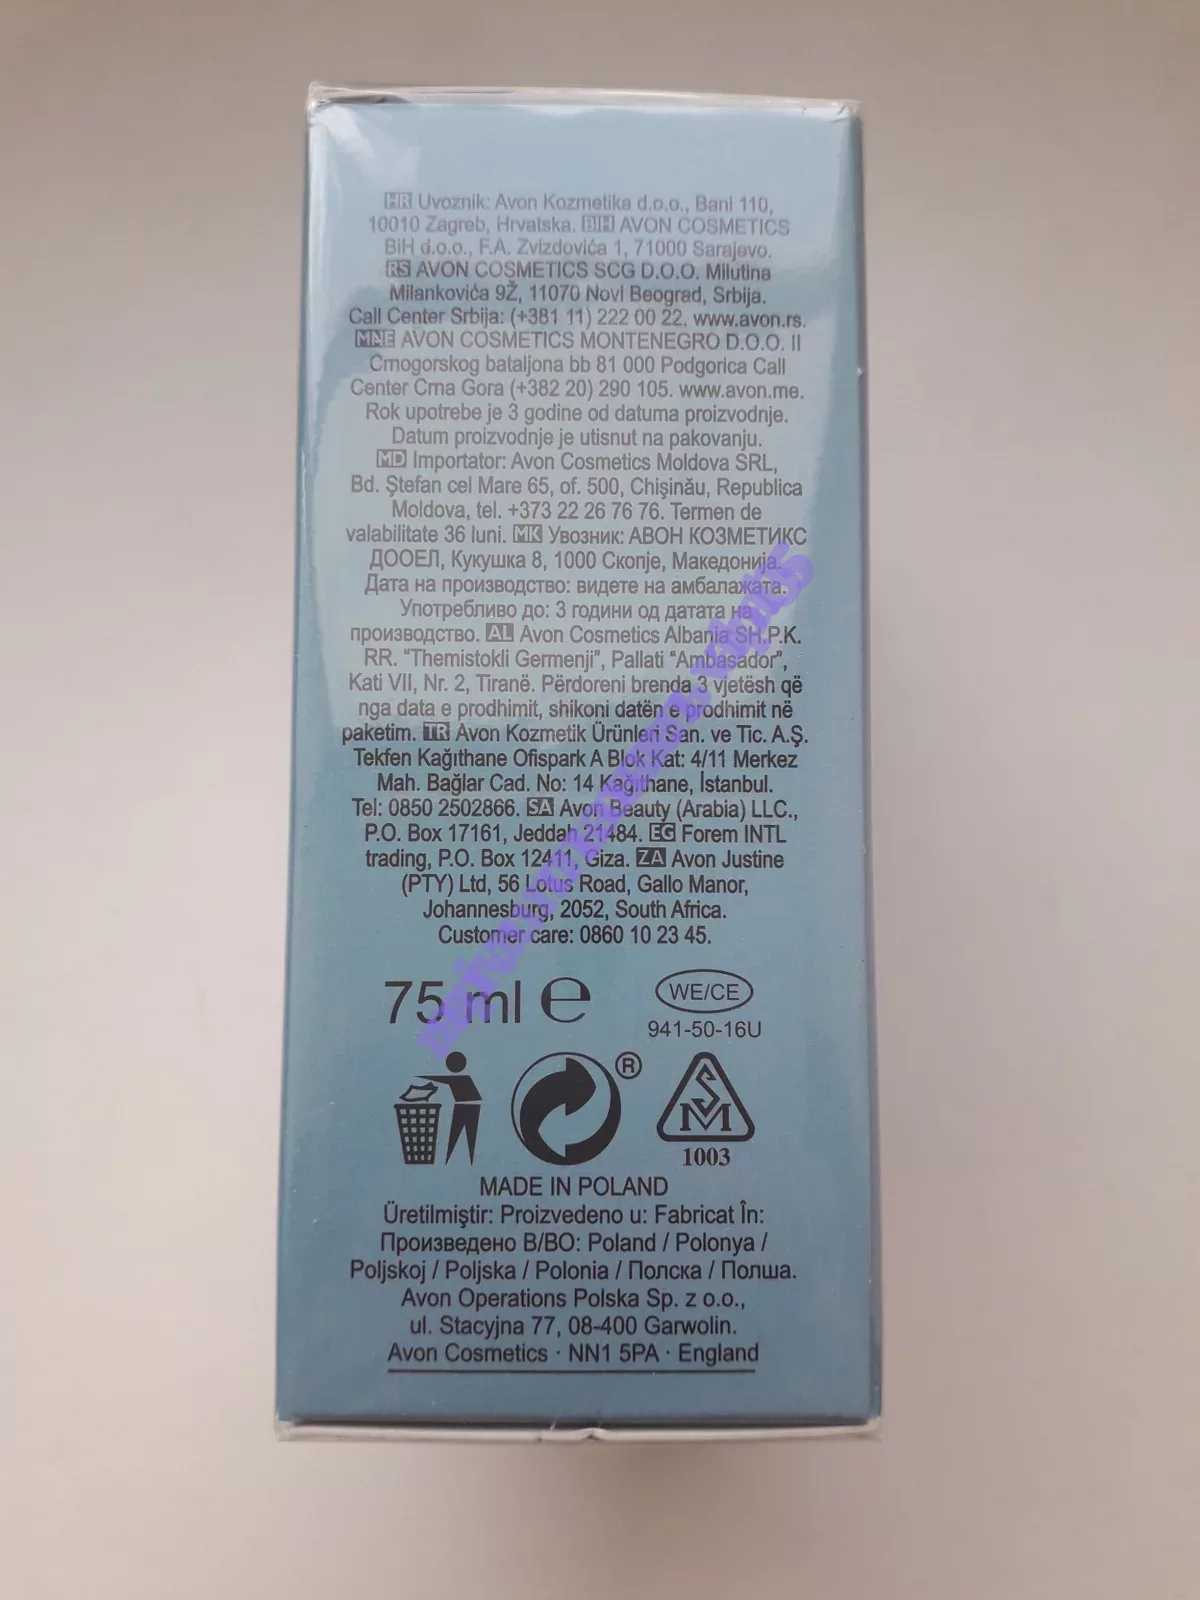 HR Uvoznik: Avon Kozmetika d.o.o., Bani 110,
10010 Zagreb, Hrvatska. BIH AVON COSMETICS
BiH d.o.o., F.A. Zvizdovića 1, 71000 Sarajevo.
RS AVON COSMETICS SCG D.O.O. Milutina
Milankovića 9Ž, 11070 Novi Beograd, Srbija.
Call Center Srbija: (+381 11) 222 00 22. www.avon.rs.
MNE AVON COSMETICS MONTENEGRO D.O.O. II
Crnogorskog bataljona bb 81 000 Podgorica Call
Center Crna Gora (+382 20) 290 105. www.avon.me.
Rok upotrebe je 3 godine od datuma proizvodnje.
Datum proizvodnje je utisnut na pakovanju.
MD Importator: Avon Cosmetics Moldova SRL,
Bd. Ştefan cel Mare 65, of. 500, Chişinău, Republica
Moldova, tel. +373 22 26 76 76. Termen de
valabilitate 36 luni. MK Увозник: АВОН КОЗМЕТИКС
ДООЕЛ, Кукушка 8, 1000 Скопје, Македонија.
Дата на производство: видете на амбалажата.
Употребливо до: 3 години од датата на
производство. AL Avon Cosmetics Albania SH.P.K.
RR. "Themistokli Germenji", Pallati "Ambasador",
Kati VII, Nr. 2, Tiranë. Përdoreni brenda 3 vjetësh që
nga data e prodhimit, shikoni datën e prodhimit në
paketim. TR Avon Kozmetik Ürünleri San. ve Tic. A.Ş.
Tekfen Kağıthane Ofispark A Blok Kat: 4/11 Merkez
Mah. Bağlar Cad. No: 14 Kağıthane, İstanbul.
Tel: 0850 2502866. SA Avon Beauty (Arabia) LLC.,
P.O. Box 17161, Jeddah 21484. EG Forem INTL
trading, P.O. Box 12411, Giza. ZA Avon Justine
(PTY) Ltd, 56 Lotus Road, Gallo Manor,
Johannesburg, 2052, South Africa.
Customer care: 0860 10 23 45.
75 ml e WE/CE
941-50-16U
®
SM
1003
MADE IN POLAND
Üretilmiştir: Proizvedeno u: Fabricat În:
Произведено В/ВО: Poland / Polonya /
Poljskoj / Poljska / Polonia / Полска / Полша.
Avon Operations Polska Sp. z o.o.,
ul. Stacyjna 77, 08-400 Garwolin.
Avon Cosmetics · NN1 5PA · England